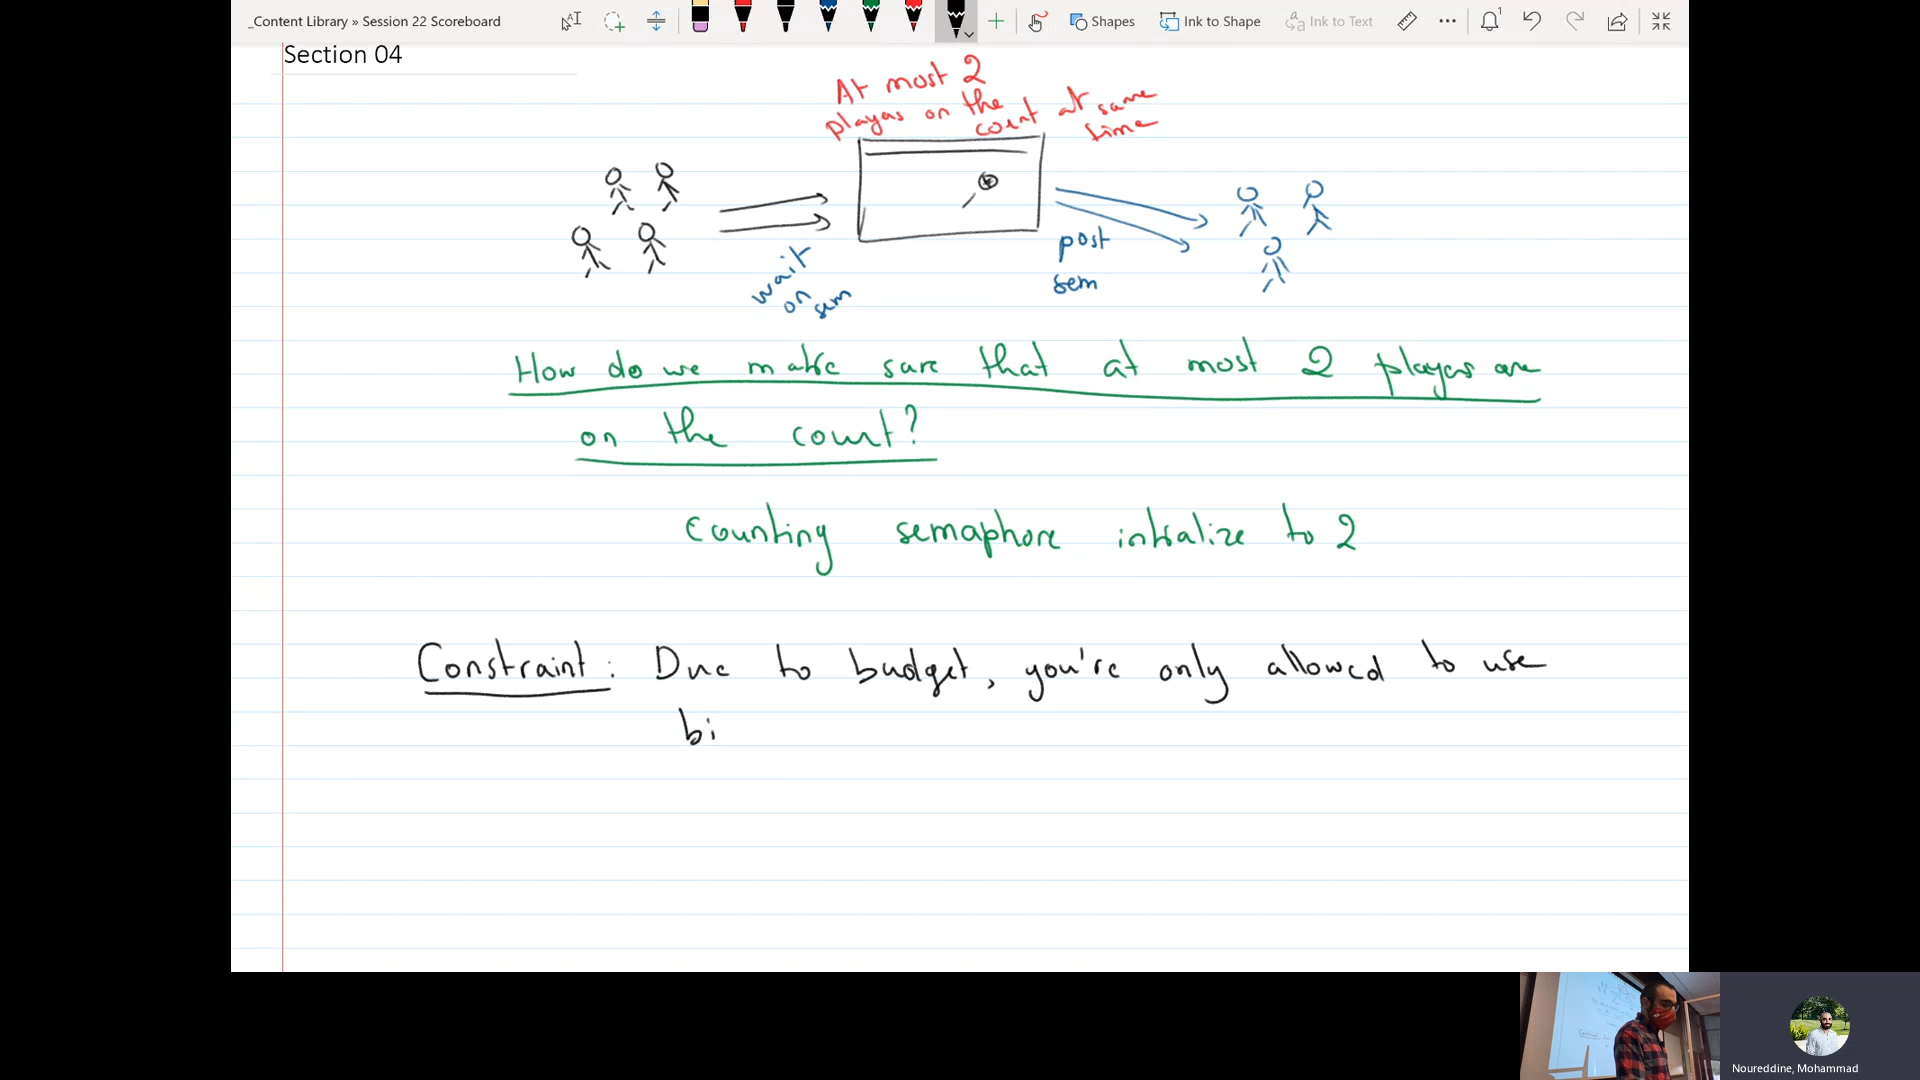 _Content Library » Session 22 Scoreboard
Shapes
Ink to Shape
Ink to Text
1
Section 04
At most 2
players on the
court at same
time
wait
on
sem
post
sem
How do we make sure that at most 2 players are
on the court?
Counting semaphore intialize to 2
Constraint: Due to budget, you're only allowed to use
bi
Noureddine, Mohammad